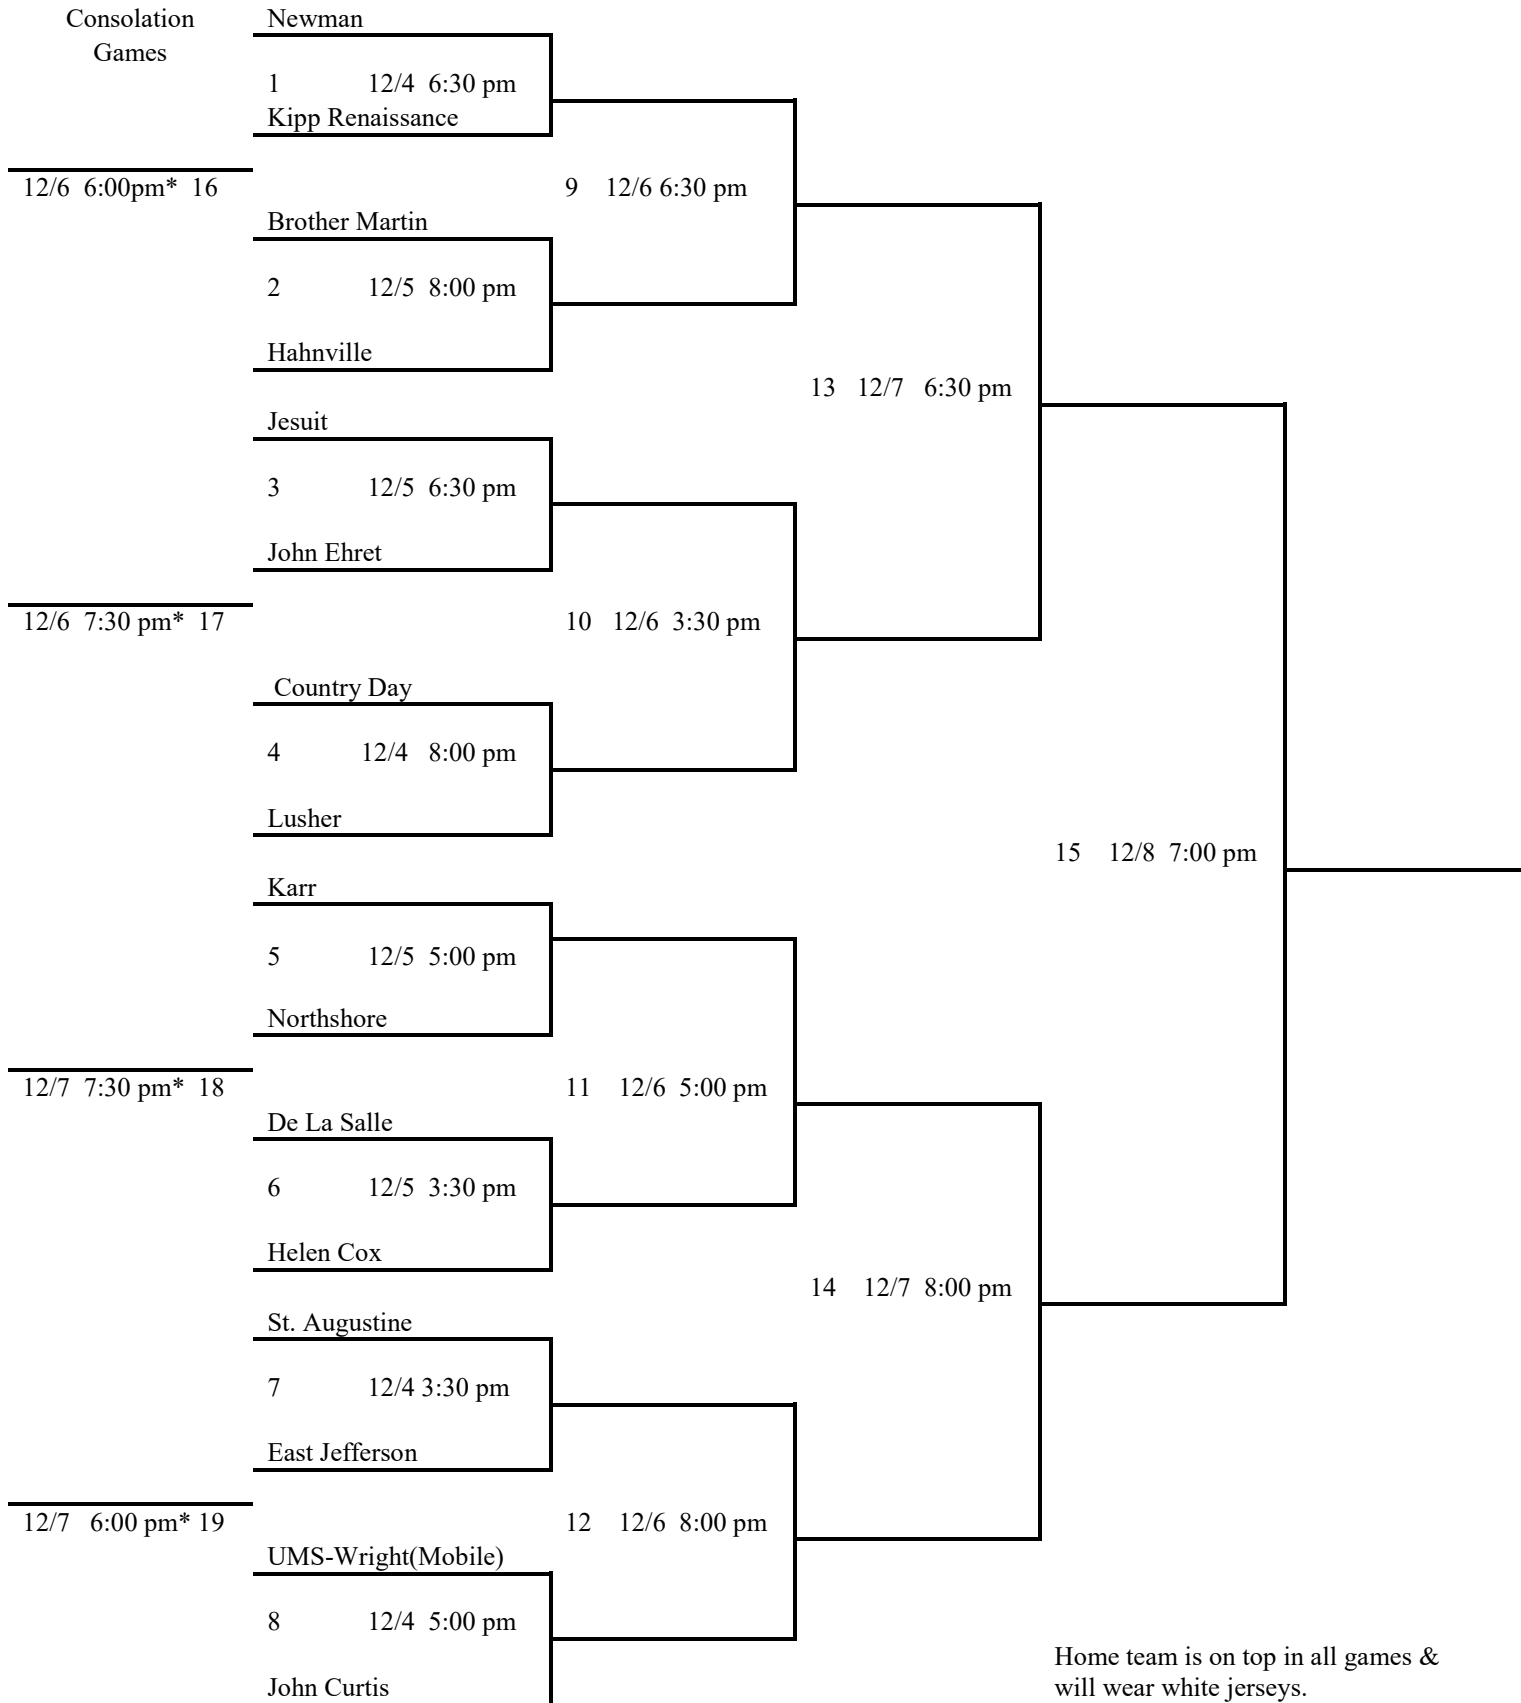 Consolation
Games
Newman
1 12/4 6:30 pm
Kipp Renaissance
12/6 6:00pm* 16
9 12/6 6:30 pm
Brother Martin
2 12/5 8:00 pm
Hahnville
13 12/7 6:30 pm
Jesuit
3 12/5 6:30 pm
John Ehret
12/6 7:30 pm* 17
10 12/6 3:30 pm
Country Day
4 12/4 8:00 pm
Lusher
15 12/8 7:00 pm
Karr
5 12/5 5:00 pm
Northshore
12/7 7:30 pm* 18
11 12/6 5:00 pm
De La Salle
6 12/5 3:30 pm
Helen Cox
14 12/7 8:00 pm
St. Augustine
7 12/4 3:30 pm
East Jefferson
12/7 6:00 pm* 19
12 12/6 8:00 pm
UMS-Wright(Mobile)
8 12/4 5:00 pm
John Curtis
Home team is on top in all games &
will wear white jerseys.